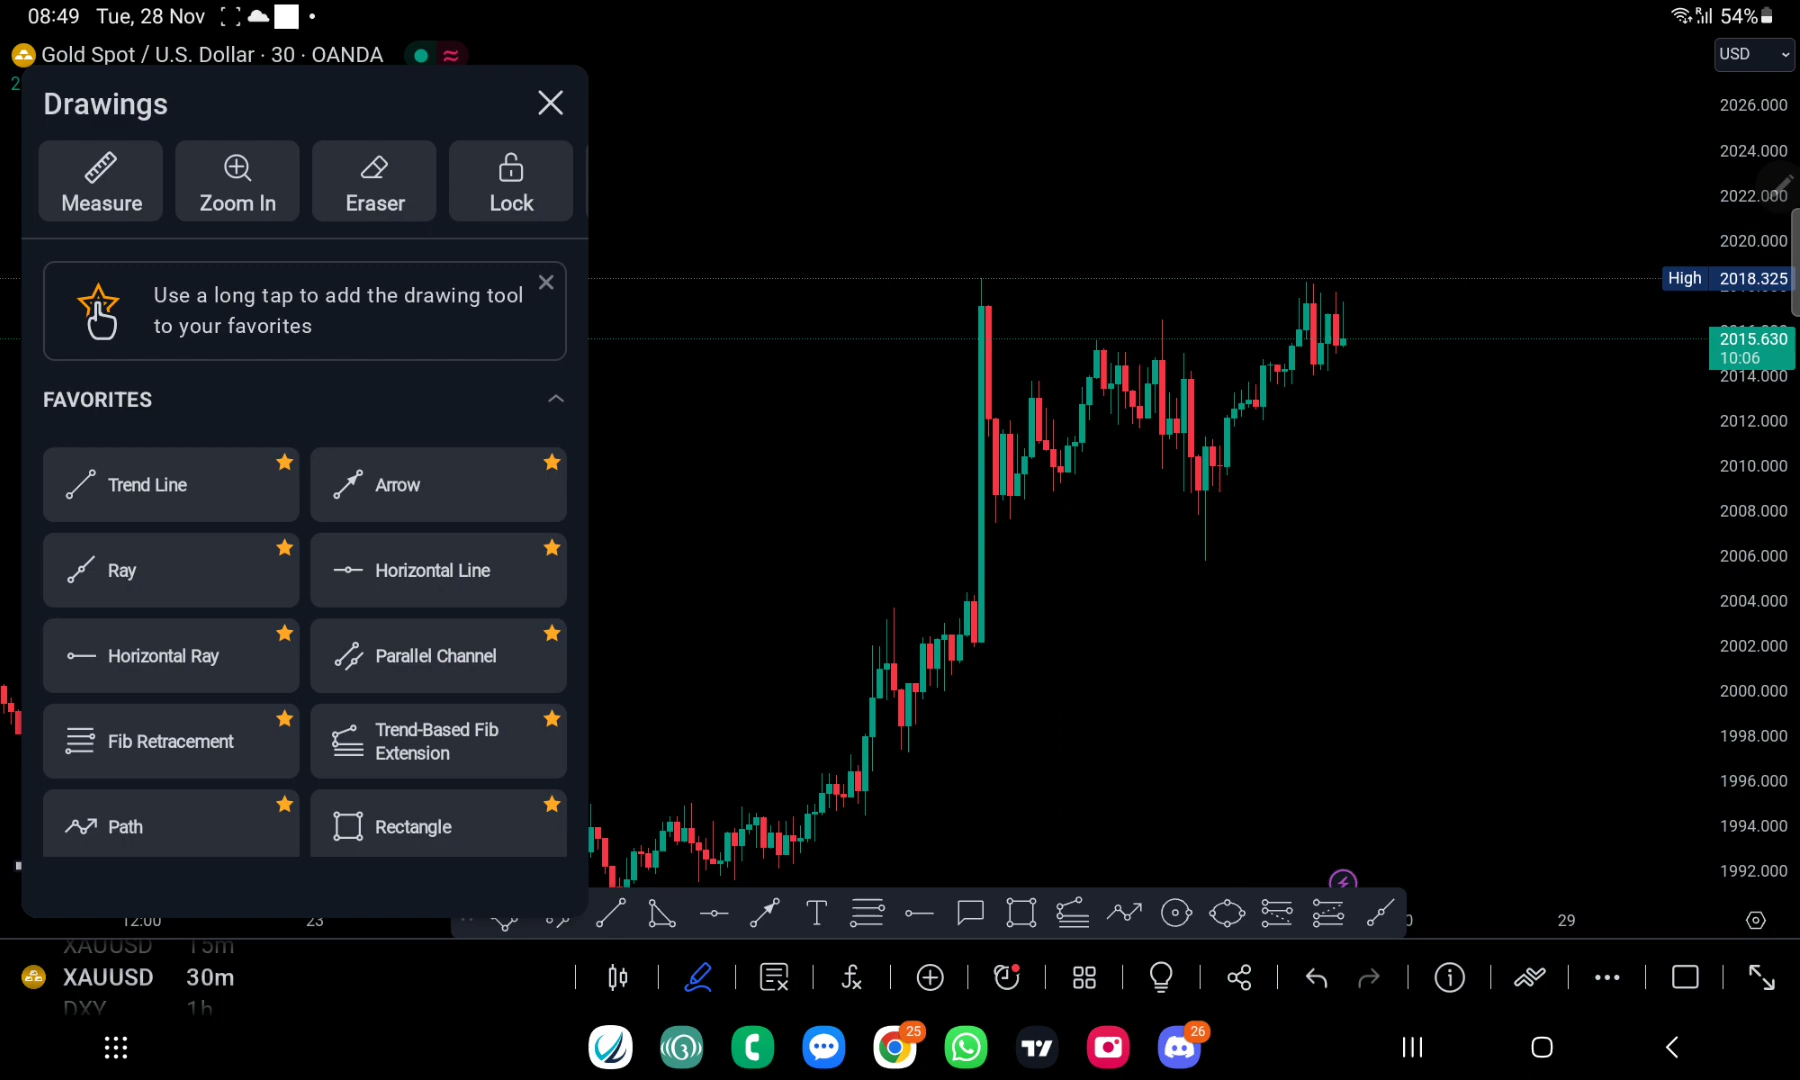 08:49 Tue, 28 Nov
54%
Gold Spot / U.S. Dollar · 30 · OANDA
USD
2
Drawings
Measure
Zoom In
Eraser
Lock
Use a long tap to add the drawing tool
to your favorites
FAVORITES
Trend Line
Arrow
Ray
Horizontal Line
Horizontal Ray
Parallel Channel
Fib Retracement
Trend-Based Fib
Extension
Path
Rectangle
2026.000
2024.000
2022.000
2020.000
High 2018.325
2015.630
10:06
2014.000
2012.000
2010.000
2008.000
2006.000
2004.000
2002.000
2000.000
1998.000
1996.000
1994.000
1992.000
12:00
23
29
XAUUSD 15m
XAUUSD 30m
DXY 1h
25
26